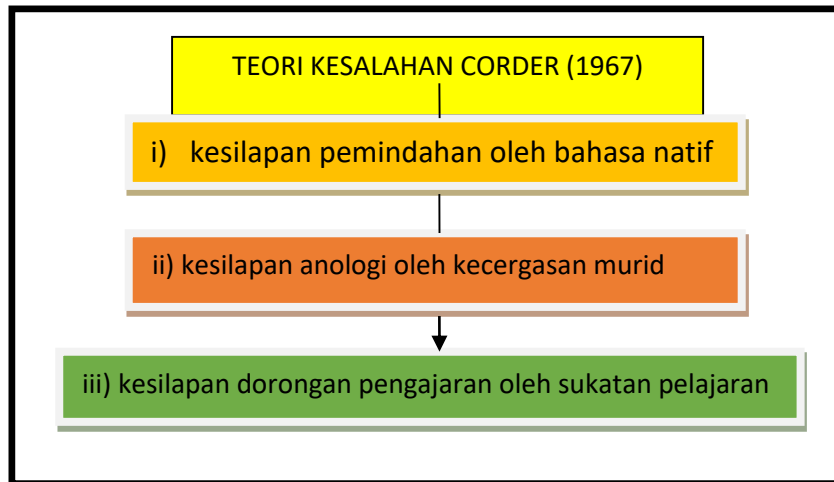 TEORI KESALAHAN CORDER (1967)
i) kesilapan pemindahan oleh bahasa natif
ii) kesilapan anologi oleh kecergasan murid
iii) kesilapan dorongan pengajaran oleh sukatan pelajaran